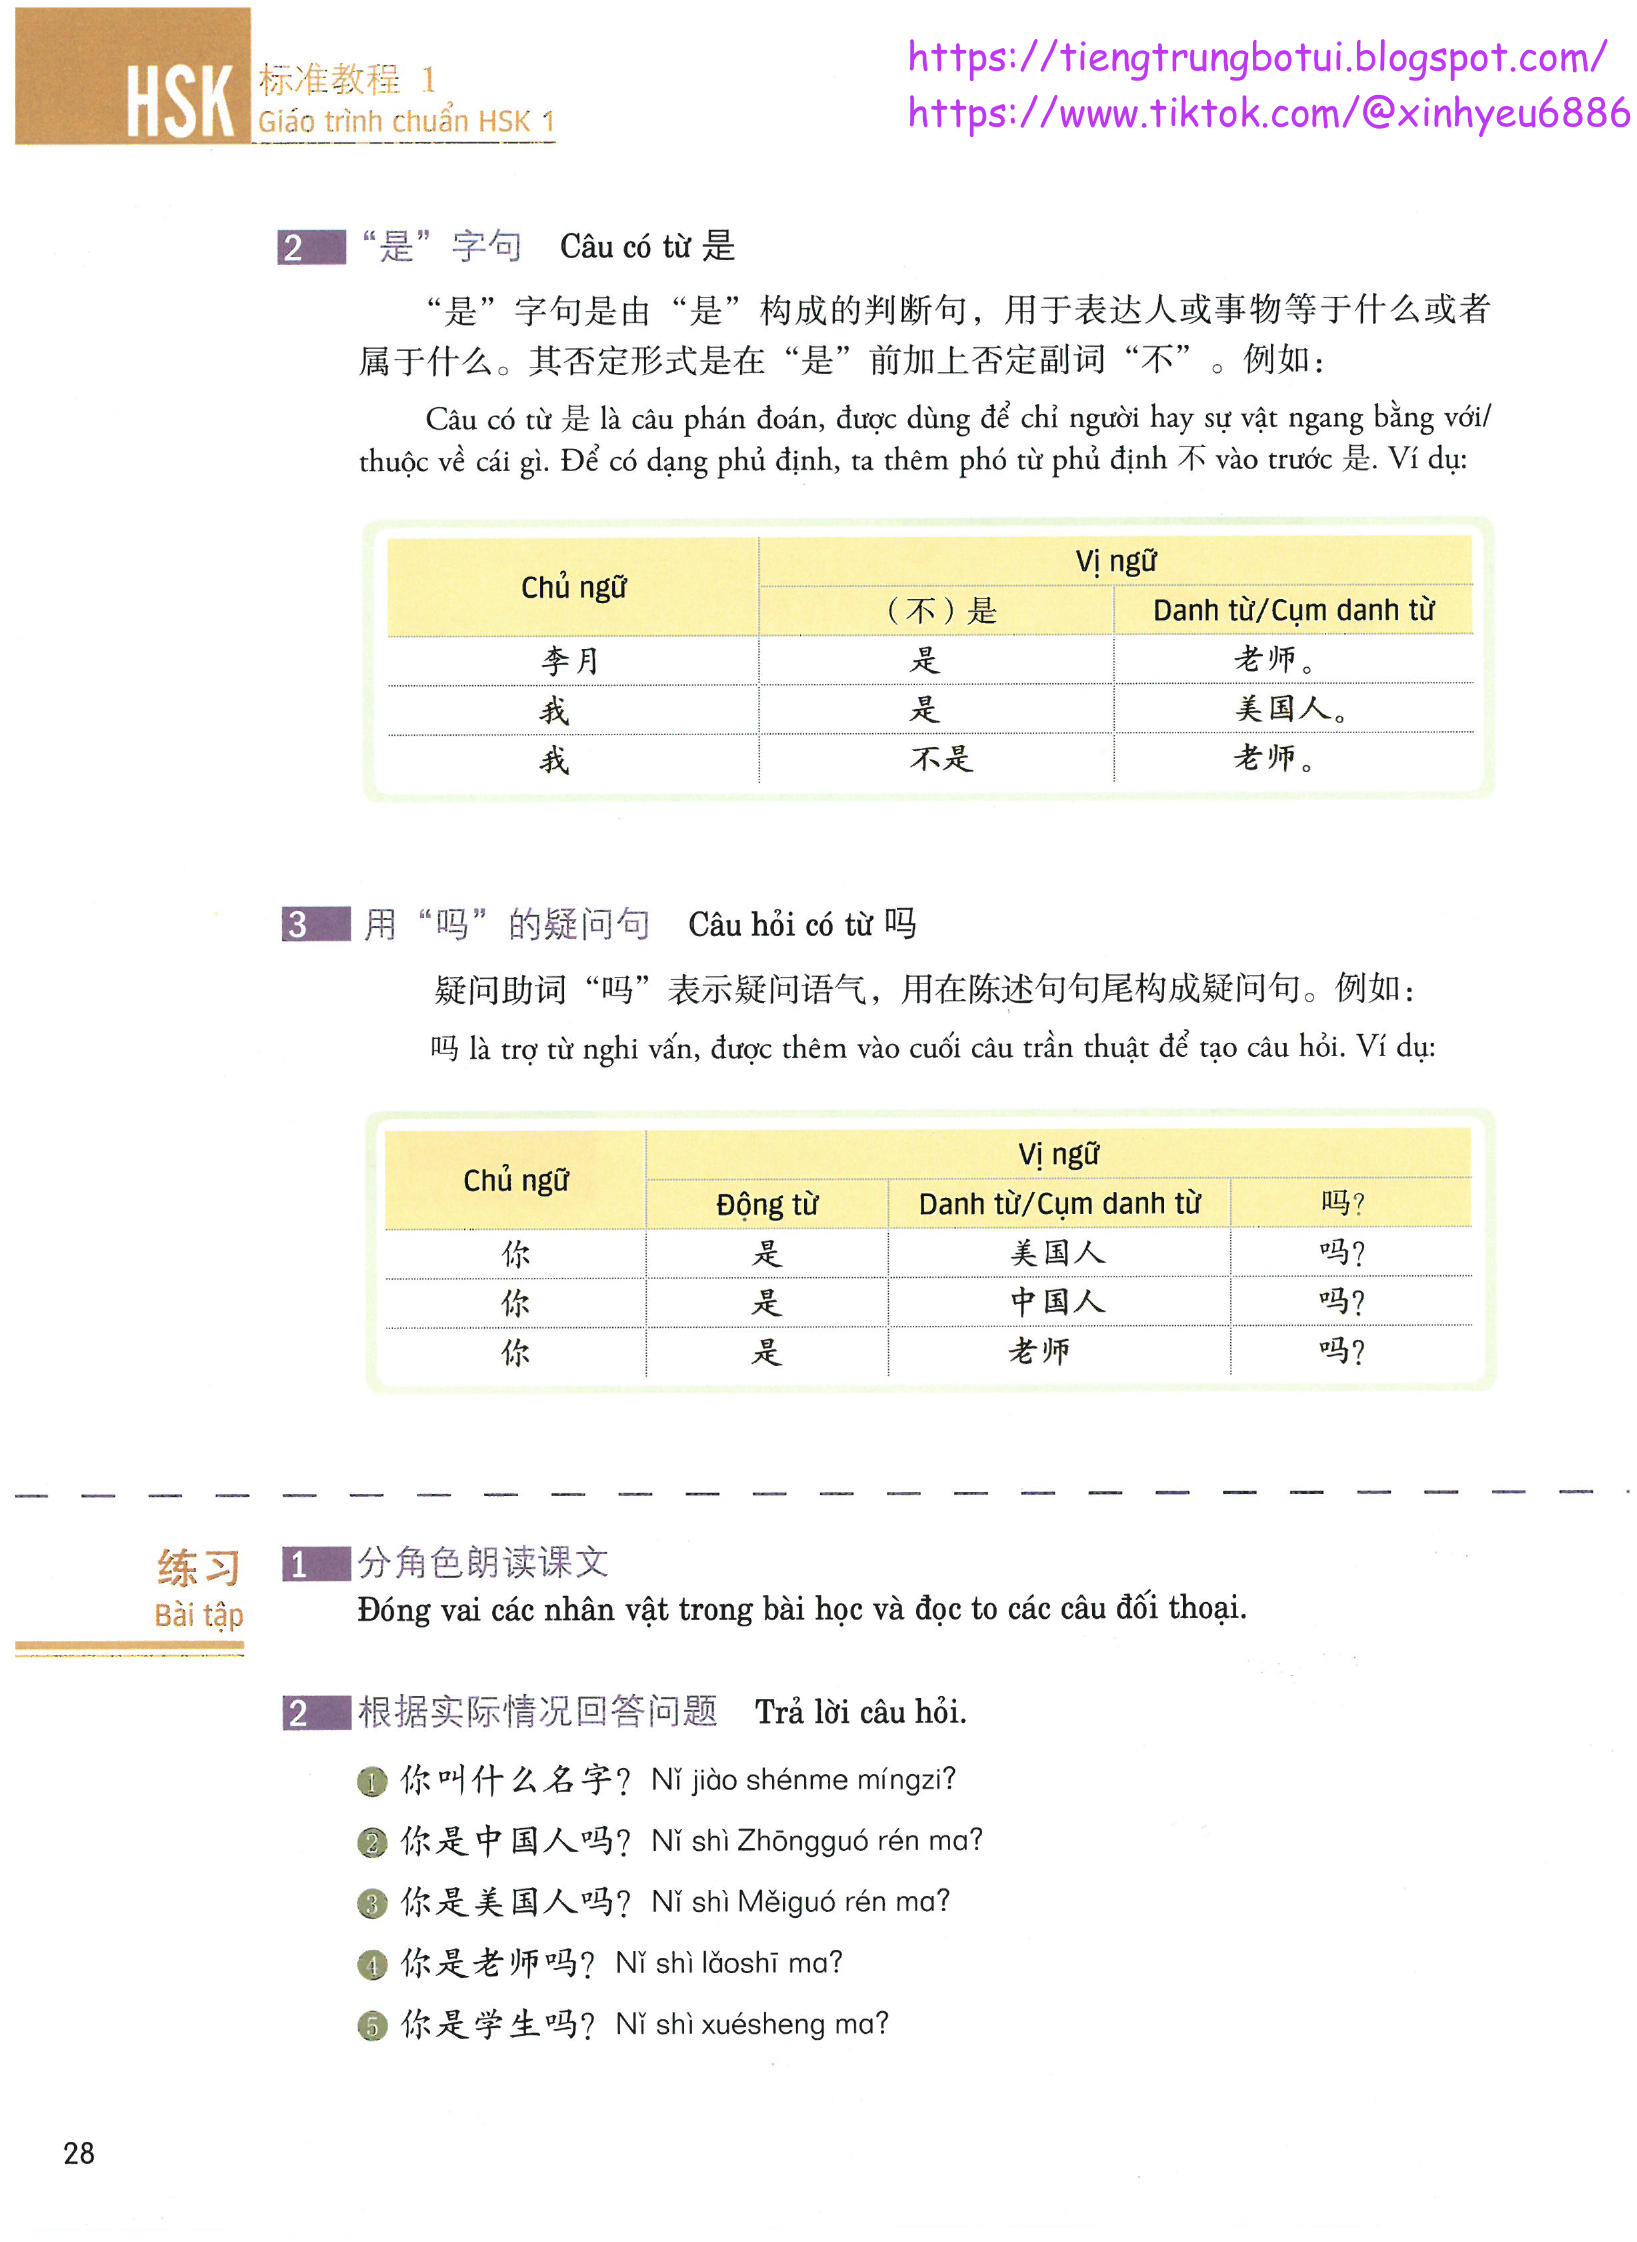 HSK 标准教程 1
Giáo trình chuẩn HSK 1
https://tiengtrungbotui.blogspot.com/
https://www.tiktok.com/@xinhyeu6886
2 “是”字句 Câu có từ 是
“是”字句是由“是”构成的判断句，用于表达人或事物等于什么或者
属于什么。其否定形式是在“是”前加上否定副词“不”。例如：
Câu có từ 是 là câu phán đoán, được dùng để chỉ người hay sự vật ngang bằng với/
thuộc về cái gì. Để có dạng phủ định, ta thêm phó từ phủ định 不 vào trước 是. Ví dụ:
Chủ ngữ Vị ngữ
（不）是 Danh từ/Cụm danh từ
李月 是 老师。
我 是 美国人。
我 不是 老师。
3 用“吗”的疑问句 Câu hỏi có từ 吗
疑问助词“吗”表示疑问语气，用在陈述句句尾构成疑问句。例如：
吗 là trợ từ nghi vấn, được thêm vào cuối câu trần thuật để tạo câu hỏi. Ví dụ:
Chủ ngữ Vị ngữ
Động từ Danh từ/Cụm danh từ 吗？
你 是 美国人 吗？
你 是 中国人 吗？
你 是 老师 吗？
练习
Bài tập
1 分角色朗读课文
Đóng vai các nhân vật trong bài học và đọc to các câu đối thoại.
2 根据实际情况回答问题 Trả lời câu hỏi.
1 你叫什么名字？ Nǐ jiào shénme míngzi?
2 你是中国人吗？ Nǐ shì Zhōngguó rén ma?
3 你是美国人吗？ Nǐ shì Měiguó rén ma?
4 你是老师吗？ Nǐ shì lǎoshī ma?
5 你是学生吗？ Nǐ shì xuésheng ma?
28